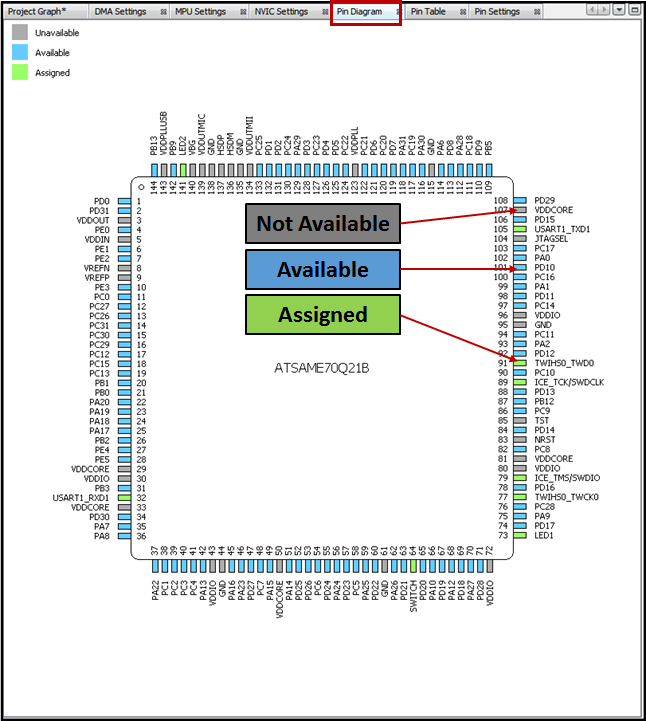 Project Graph*
DMA Settings
MPU Settings
NVIC Settings
Pin Diagram
Pin Table
Pin Settings
Unavailable
Available
Assigned
PB13
VDDPLLUSB
PB9
LED2
VBG
VDDUTMIC
GND
HSDP
HSDM
GND
VDDUTMII
PC25
PD1
PD2
PC24
PA29
PD3
PC23
PD4
PD5
PC22
VDDPLL
PC21
PD6
PC20
PD7
PA31
PC19
PA30
GND
PA6
PD8
PA28
PC18
PD9
PB5
144
143
142
141
140
139
138
137
136
135
134
133
132
131
130
129
128
127
126
125
124
123
122
121
120
119
118
117
116
115
114
113
112
111
110
109
PD0 1
PD31 2
VDDOUT 3
PE0 4
VDDIN 5
PE1 6
PE2 7
VREFN 8
VREFP 9
PE3 10
PC0 11
PC27 12
PC26 13
PC31 14
PC30 15
PC29 16
PC12 17
PC15 18
PC13 19
PB1 20
PB0 21
PA20 22
PA19 23
PA18 24
PA17 25
PB2 26
PE4 27
PE5 28
VDDCORE 29
VDDIO 30
PB3 31
USART1_RXD1 32
VDDCORE 33
PD30 34
PA7 35
PA8 36
Not Available
Available
Assigned
ATSAME70Q21B
108 PD29
107 VDDCORE
106 PD15
105 USART1_TXD1
104 JTAGSEL
103 PC17
102 PA0
101 PD10
100 PC16
99 PA1
98 PD11
97 PC14
96 VDDIO
95 GND
94 PC11
93 PA2
92 PD12
91 TWIHS0_TWD0
90 PC10
89 ICE_TCK/SWDCLK
88 PD13
87 PB12
86 PC9
85 TST
84 PD14
83 NRST
82 PC8
81 VDDCORE
80 VDDIO
79 ICE_TMS/SWDIO
78 PD16
77 TWIHS0_TWCK0
76 PC28
75 PA9
74 PD17
73 LED1
37
38
39
40
41
42
43
44
45
46
47
48
49
50
51
52
53
54
55
56
57
58
59
60
61
62
63
64
65
66
67
68
69
70
71
72
PA22
PC1
PC2
PC3
PC4
PA13
VDDIO
GND
PA16
PA23
PD27
PC7
PA15
VDDCORE
PA14
PD25
PD26
PC6
PD24
PA24
PD23
PC5
PA25
PD22
GND
PA26
PD21
SWITCH
PD20
PA10
PD19
PA12
PD18
PA27
PD28
VDDIO